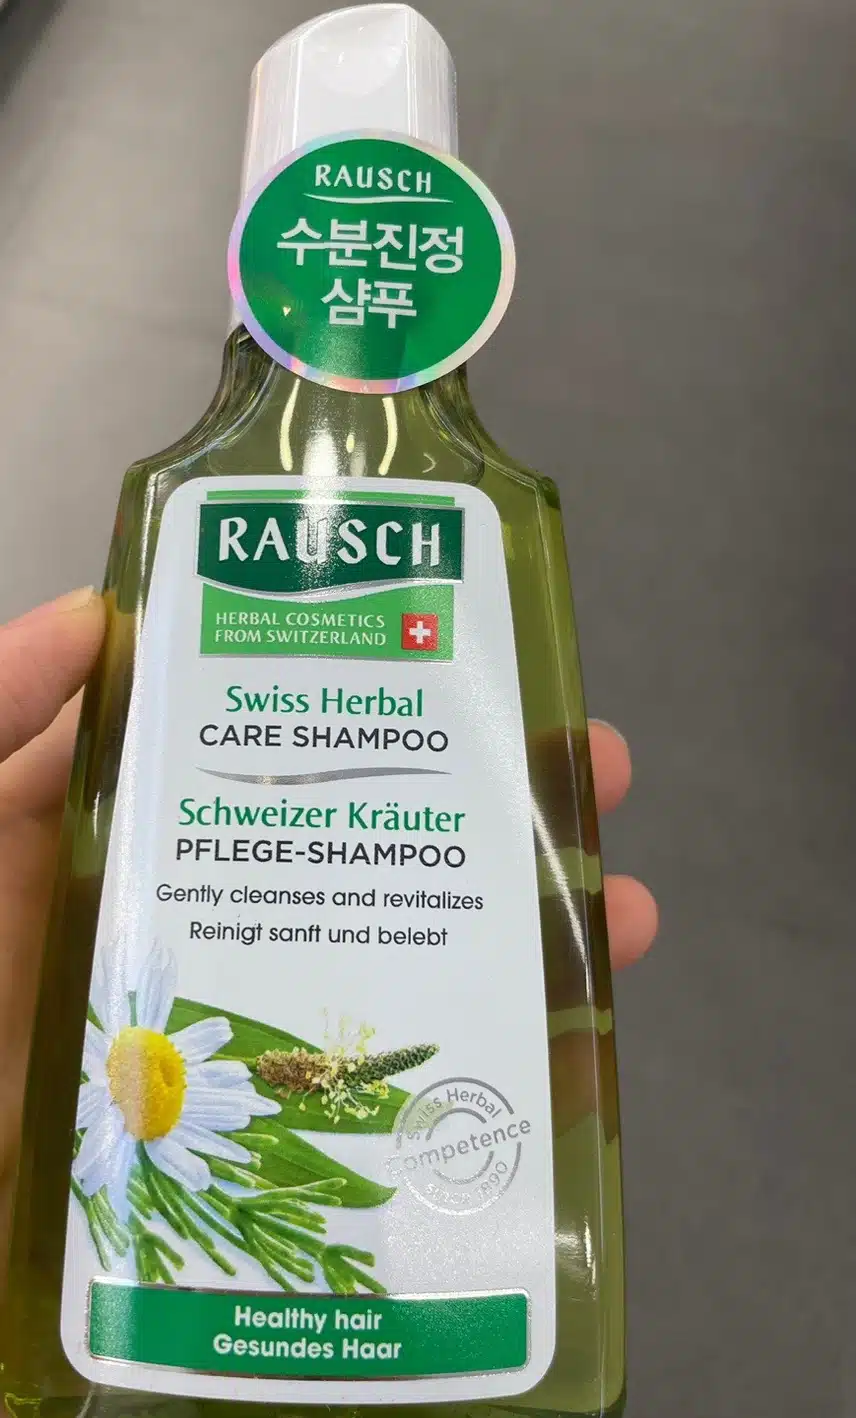 RAUSCH
수분진정
샴푸
RAUSCH
HERBAL COSMETICS
FROM SWITZERLAND
Swiss Herbal
CARE SHAMPOO
Schweizer Kräuter
PFLEGE-SHAMPOO
Gently cleanses and revitalizes
Reinigt sanft und belebt
Swiss Herbal
Competence
since 1890
Healthy hair
Gesundes Haar